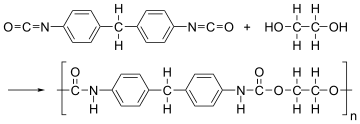 H
O=C=N C N=C=O + HO OH
H
H H
C C
H H
O H O H H
C N C N C O C C O
H H H H H n